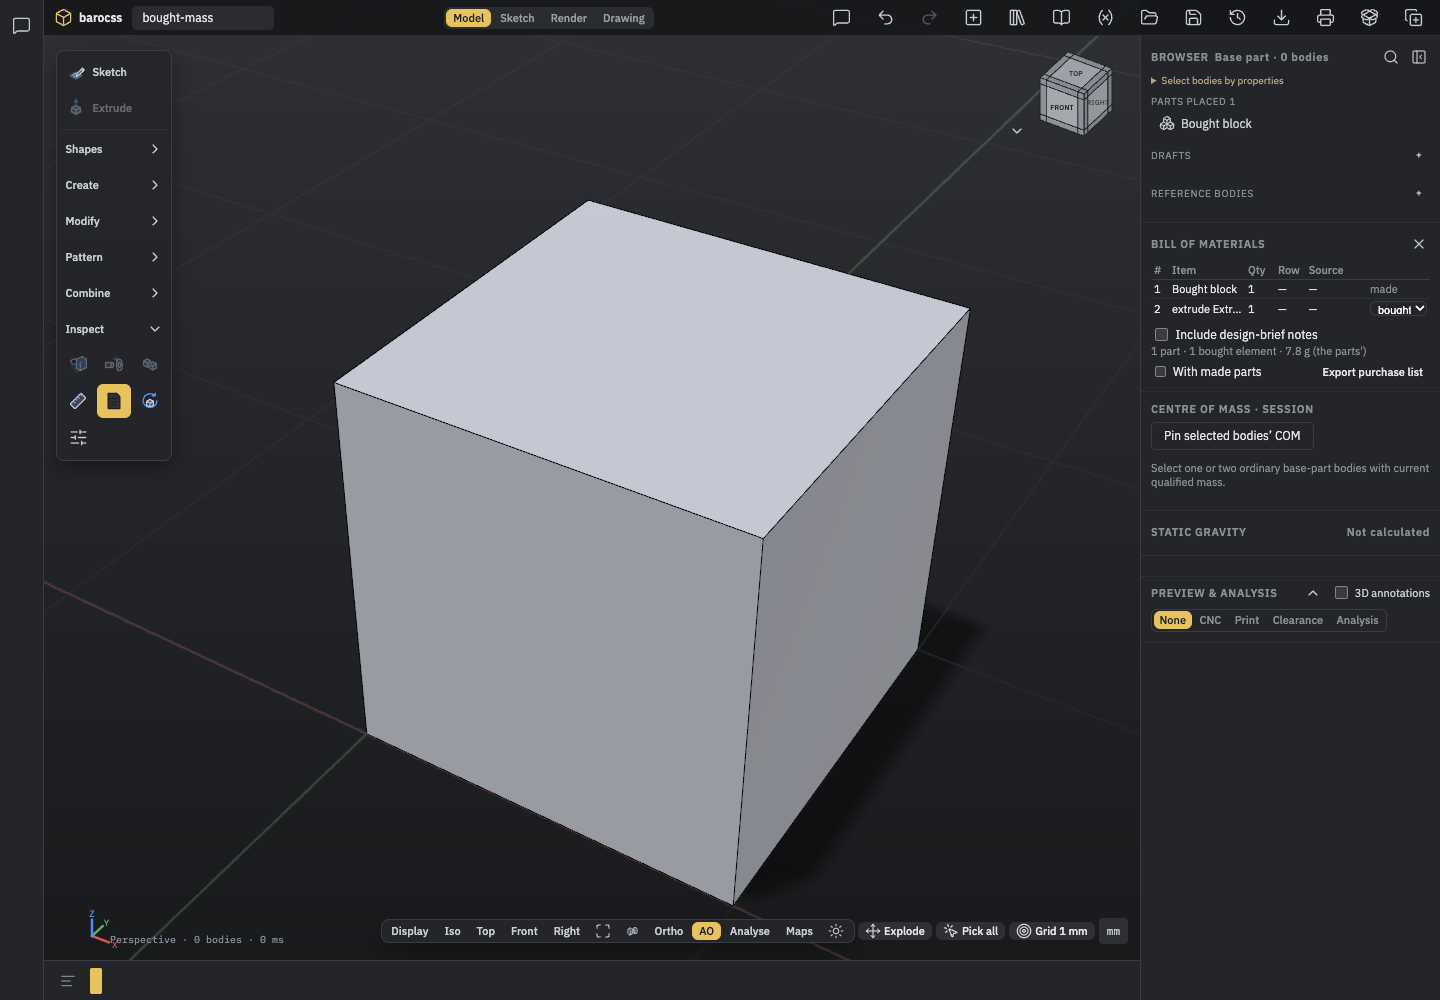 barocss
bought-mass
Model Sketch Render Drawing
Sketch
Extrude
Shapes
Create
Modify
Pattern
Combine
Inspect
TOP
FRONT
RIGHT
BROWSER Base part · 0 bodies
Select bodies by properties
PARTS PLACED 1
Bought block
DRAFTS
REFERENCE BODIES
BILL OF MATERIALS
# Item Qty Row Source
1 Bought block 1 — — made
2 extrude Extr... 1 — — bought
Include design-brief notes
1 part · 1 bought element · 7.8 g (the parts')
With made parts Export purchase list
CENTRE OF MASS · SESSION
Pin selected bodies’ COM
Select one or two ordinary base-part bodies with current
qualified mass.
STATIC GRAVITY Not calculated
PREVIEW & ANALYSIS 3D annotations
None CNC Print Clearance Analysis
Z
Y
X
Perspective · 0 bodies · 0 ms
Display Iso Top Front Right Ortho AO Analyse Maps Explode Pick all Grid 1 mm mm